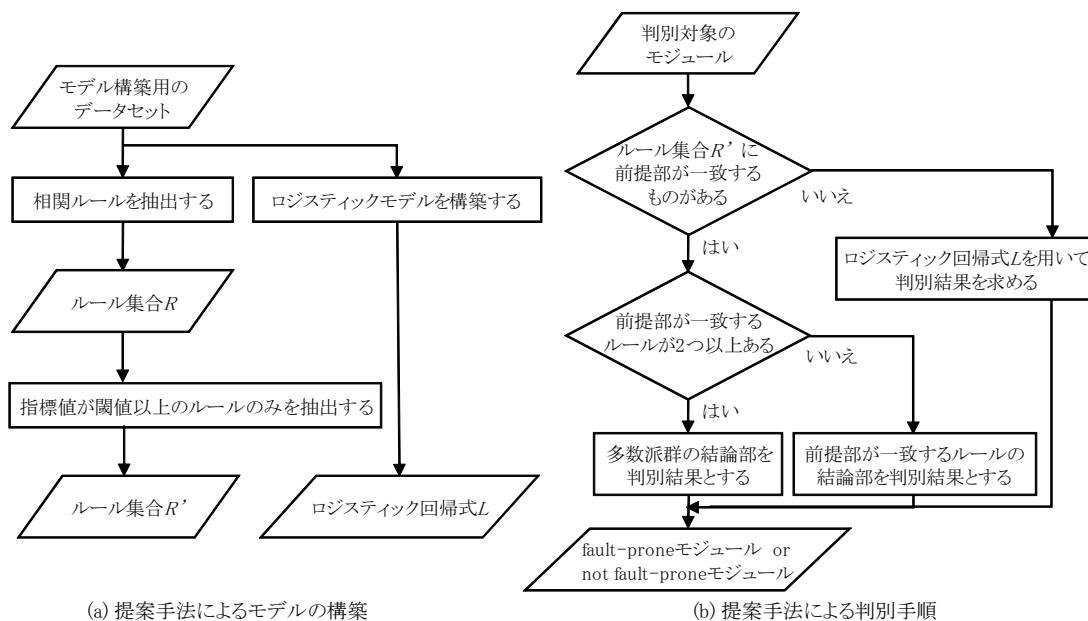 モデル構築用の
データセット
相関ルールを抽出する
ロジスティックモデルを構築する
ルール集合R
指標値が閾値以上のルールのみを抽出する
ルール集合R’
ロジスティック回帰式L
(a) 提案手法によるモデルの構築
判別対象の
モジュール
ルール集合R’ に
前提部が一致する
ものがある
いいえ
はい
ロジスティック回帰式Lを用いて
判別結果を求める
前提部が一致する
ルールが2つ以上ある
いいえ
はい
多数派群の結論部を
判別結果とする
前提部が一致するルールの
結論部を判別結果とする
fault-proneモジュール or
not fault-proneモジュール
(b) 提案手法による判別手順